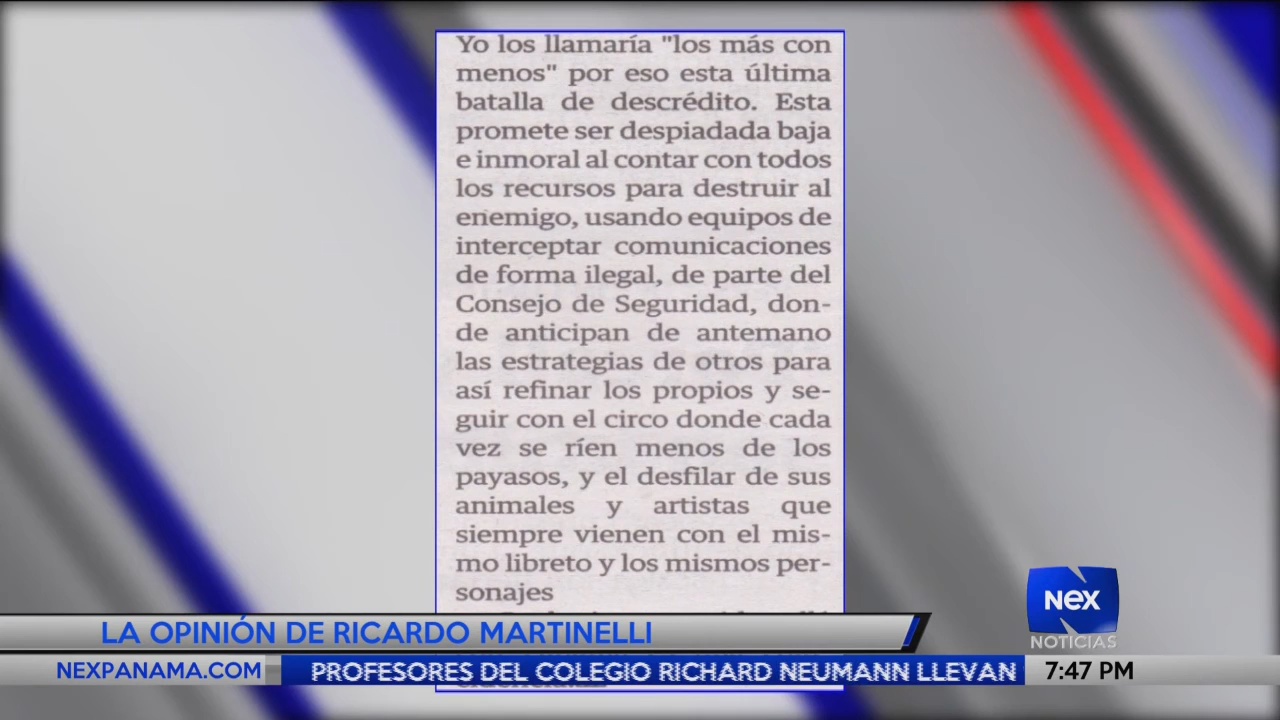 Yo los llamaría "los más con
menos" por eso esta última
batalla de descrédito. Esta
promete ser despiadada baja
e inmoral al contar con todos
los recursos para destruir al
enemigo, usando equipos de
interceptar comunicaciones
de forma ilegal, de parte del
Consejo de Seguridad, don-
de anticipan de antemano
las estrategias de otros para
así refinar los propios y se-
guir con el circo donde cada
vez se ríen menos de los
payasos, y el desfilar de sus
animales y artistas que
siempre vienen con el mis-
mo libreto y los mismos per-
sonajes
LA OPINIÓN DE RICARDO MARTINELLI
nex
NOTICIAS
NEXPANAMA.COM
PROFESORES DEL COLEGIO RICHARD NEUMANN LLEVAN
7:47 PM